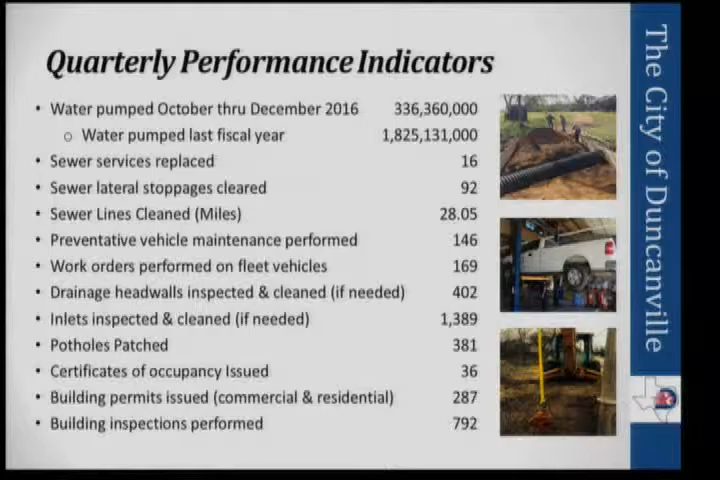 Quarterly Performance Indicators
• Water pumped October thru December 2016 336,360,000
o Water pumped last fiscal year 1,825,131,000
• Sewer services replaced 16
• Sewer lateral stoppages cleared 92
• Sewer Lines Cleaned (Miles) 28.05
• Preventative vehicle maintenance performed 146
• Work orders performed on fleet vehicles 169
• Drainage headwalls inspected & cleaned (if needed) 402
• Inlets inspected & cleaned (if needed) 1,389
• Potholes Patched 381
• Certificates of occupancy Issued 36
• Building permits issued (commercial & residential) 287
• Building inspections performed 792
The City of Duncanville